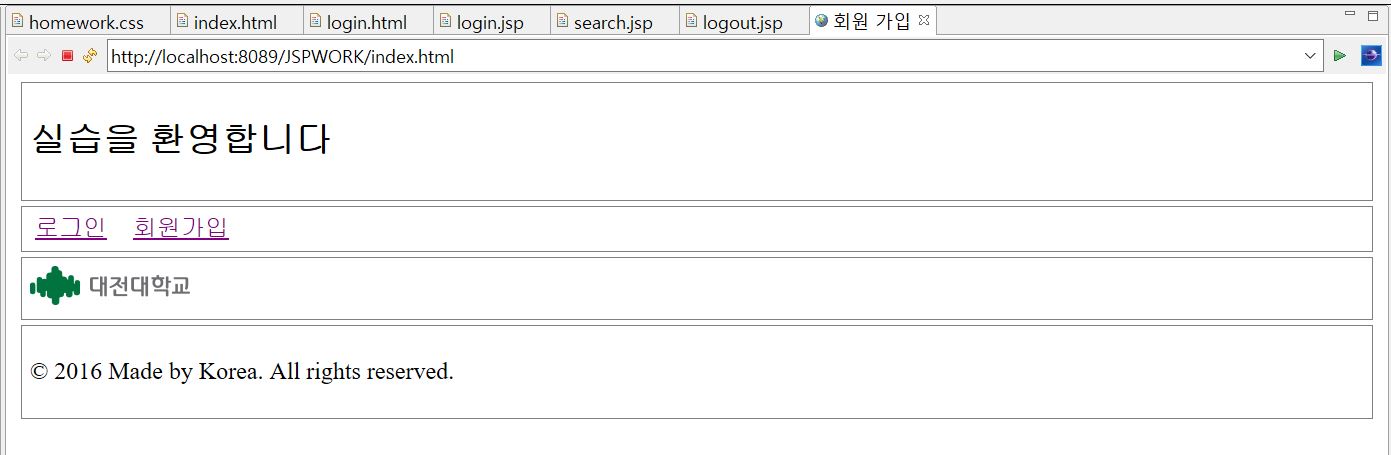 homework.css index.html login.html login.jsp search.jsp logout.jsp 회원 가입
http://localhost:8089/JSPWORK/index.html
실습을 환영합니다
로그인 회원가입
대전대학교
© 2016 Made by Korea. All rights reserved.